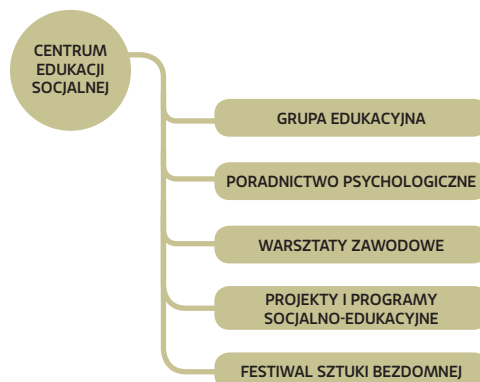 CENTRUM
EDUKACJI
SOCJALNEJ
GRUPA EDUKACYJNA
PORADNICTWO PSYCHOLOGICZNE
WARSZTATY ZAWODOWE
PROJEKTY I PROGRAMY
SOCJALNO-EDUKACYJNE
FESTIWAL SZTUKI BEZDOMNEJ